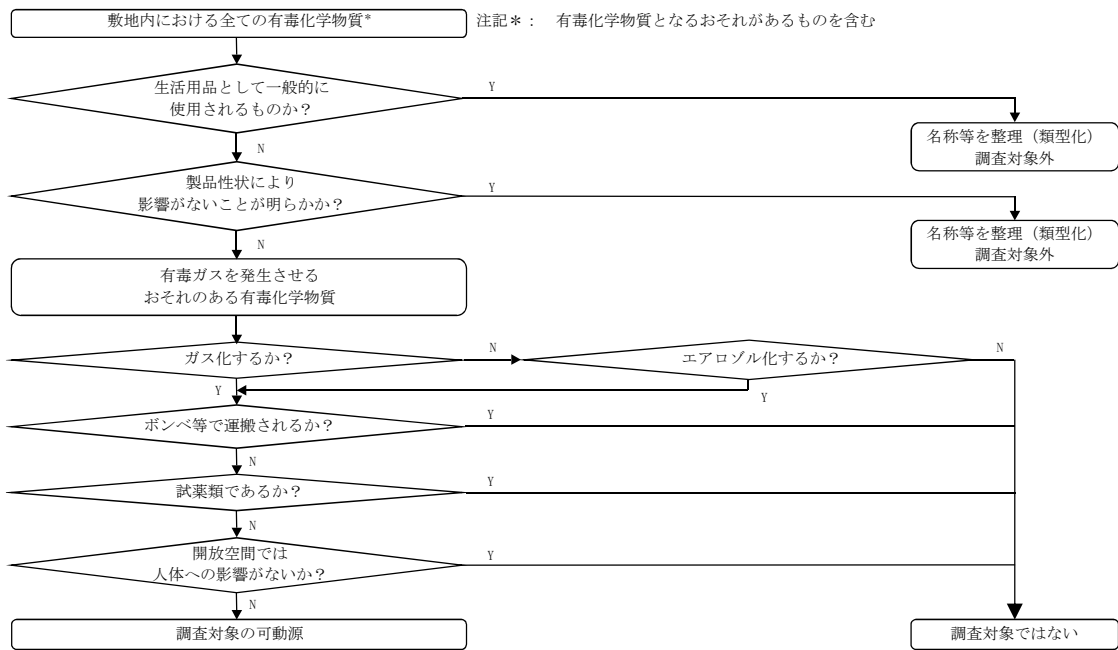 敷地内における全ての有毒化学物質*
注記＊： 有毒化学物質となるおそれがあるものを含む
生活用品として一般的に
使用されるものか？
Y
名称等を整理（類型化）
調査対象外
N
製品性状により
影響がないことが明らかか？
Y
名称等を整理（類型化）
調査対象外
N
有毒ガスを発生させる
おそれのある有毒化学物質
ガス化するか？
N
エアロゾル化するか？
N
Y
Y
ボンベ等で運搬されるか？
Y
N
試薬類であるか？
Y
N
開放空間では
人体への影響がないか？
Y
N
調査対象の可動源
調査対象ではない